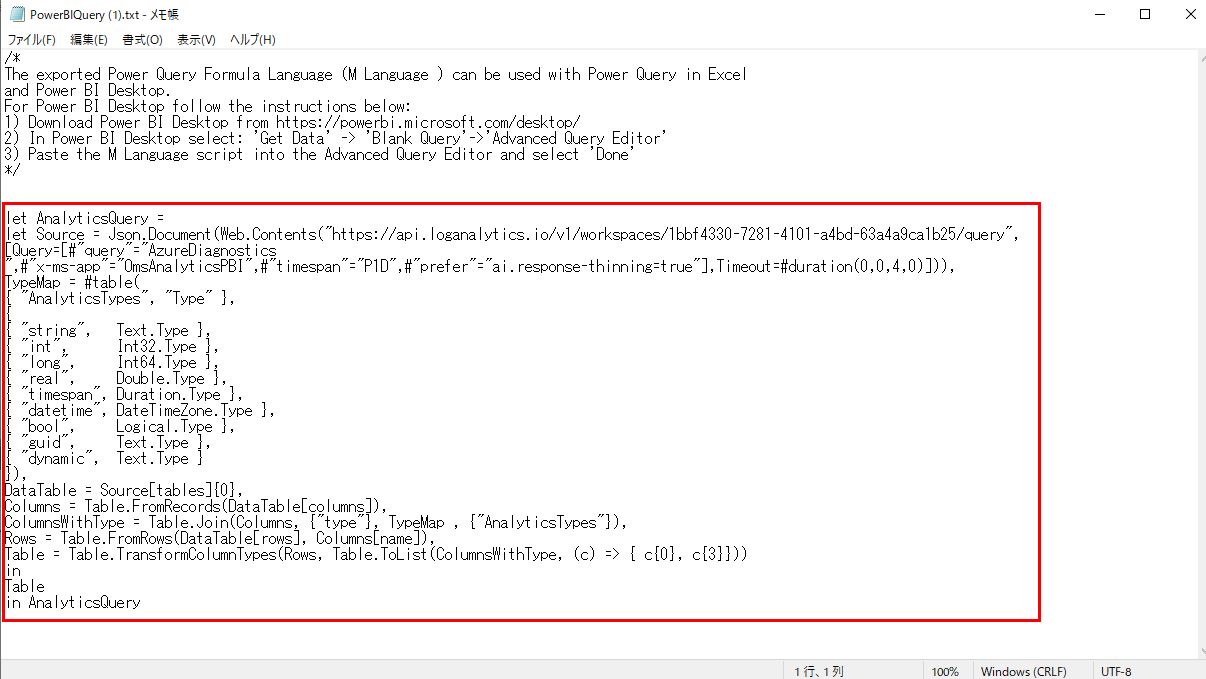 PowerBIQuery (1).txt - メモ帳
ファイル(F) 編集(E) 書式(O) 表示(V) ヘルプ(H)
/*
The exported Power Query Formula Language (M Language ) can be used with Power Query in Excel
and Power BI Desktop.
For Power BI Desktop follow the instructions below:
1) Download Power BI Desktop from https://powerbi.microsoft.com/desktop/
2) In Power BI Desktop select: 'Get Data' -> 'Blank Query'->'Advanced Query Editor'
3) Paste the M Language script into the Advanced Query Editor and select 'Done'
*/
let AnalyticsQuery =
let Source = Json.Document(Web.Contents("https://api.loganalytics.io/v1/workspaces/1bbf4330-7281-4101-a4bd-63a4a9ca1b25/query",
[Query=[#"query"="AzureDiagnostics
",#"x-ms-app"="OmsAnalyticsPBI",#"timespan"="P1D",#"prefer"="ai.response-thinning=true"],Timeout=#duration(0,0,4,0)])),
TypeMap = #table(
{ "AnalyticsTypes", "Type" },
{
{ "string",   Text.Type },
{ "int",      Int32.Type },
{ "long",     Int64.Type },
{ "real",     Double.Type },
{ "timespan", Duration.Type },
{ "datetime", DateTimeZone.Type },
{ "bool",     Logical.Type },
{ "guid",     Text.Type },
{ "dynamic",  Text.Type }
}),
DataTable = Source[tables]{0},
Columns = Table.FromRecords(DataTable[columns]),
ColumnsWithType = Table.Join(Columns, {"type"}, TypeMap , {"AnalyticsTypes"}),
Rows = Table.FromRows(DataTable[rows], Columns[name]),
Table = Table.TransformColumnTypes(Rows, Table.ToList(ColumnsWithType, (c) => { c{0}, c{3}}))
in
Table
in AnalyticsQuery
1 行、1 列 100% Windows (CRLF) UTF-8